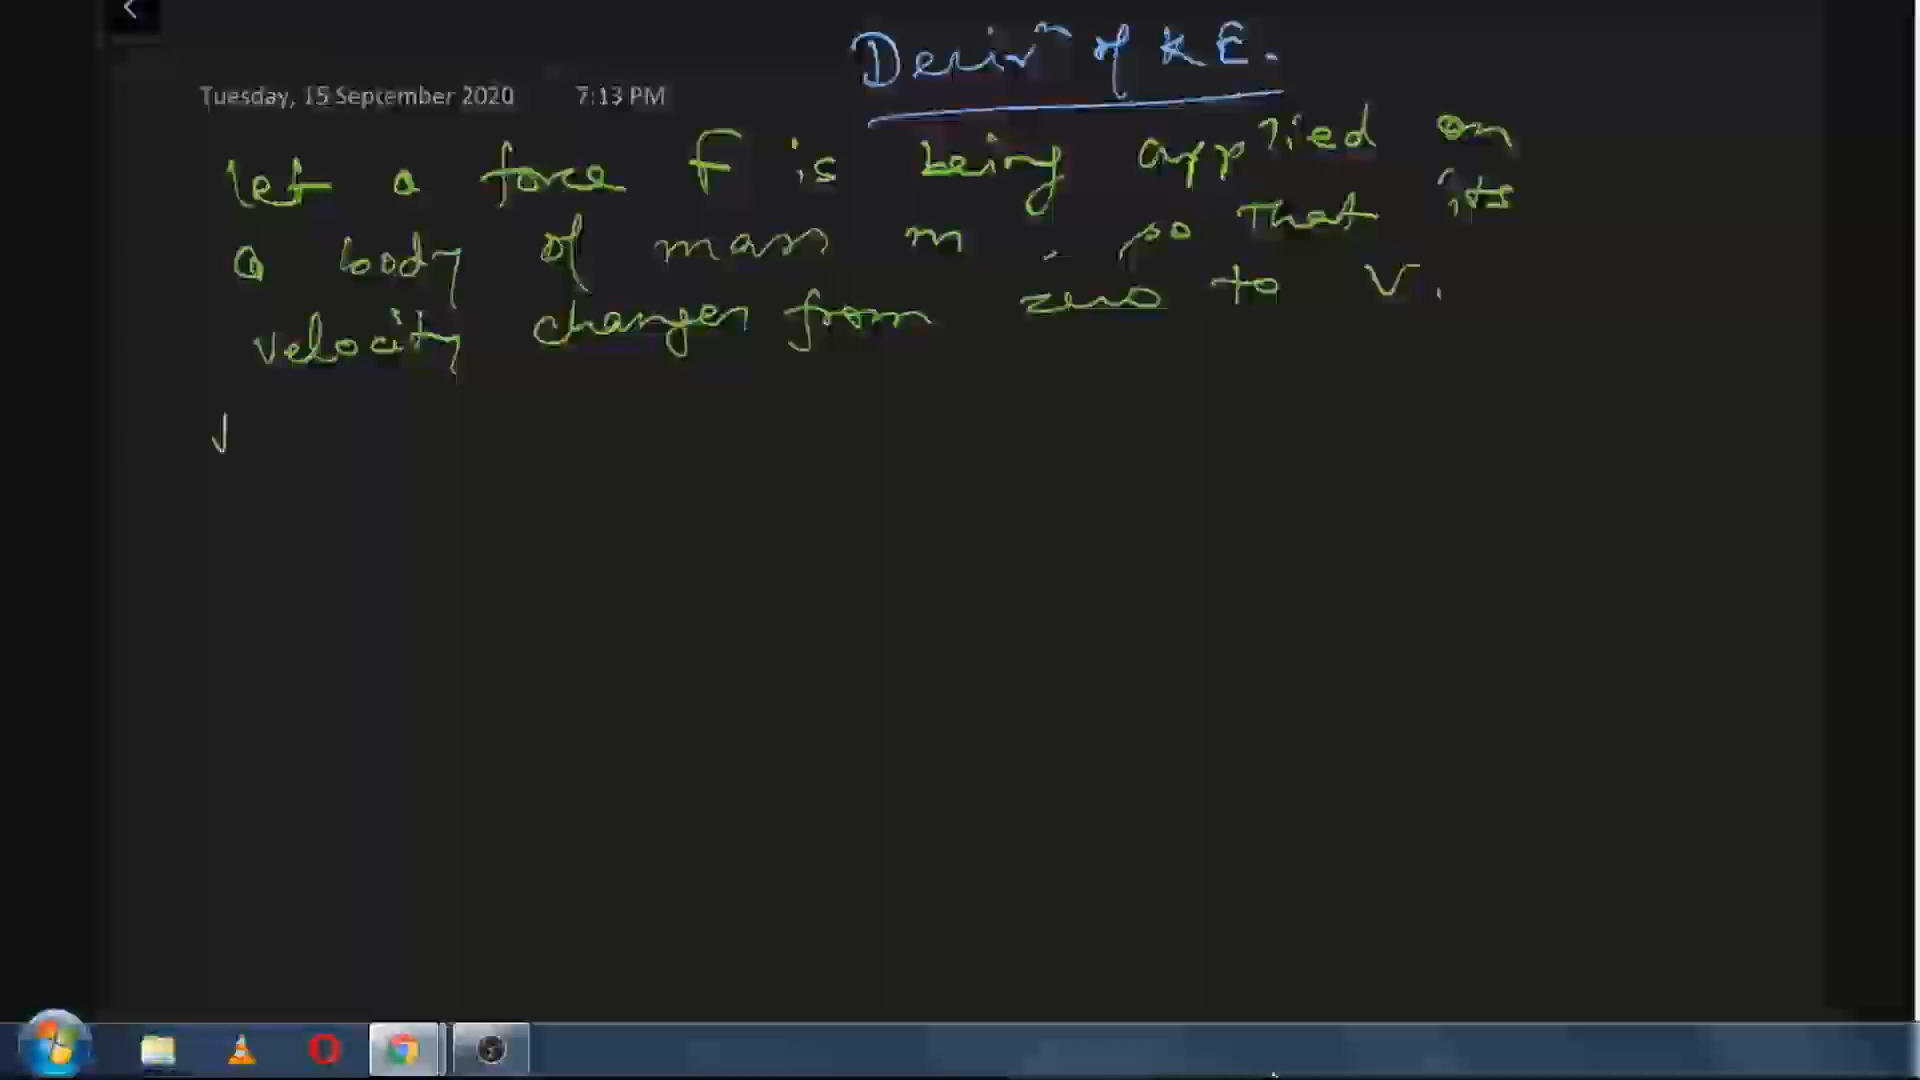 Derivⁿ of K E.
Tuesday, 15 September 2020 7:13 PM
let a force F is being applied on
a body of mass m . so that its
velocity changes from zero to V.